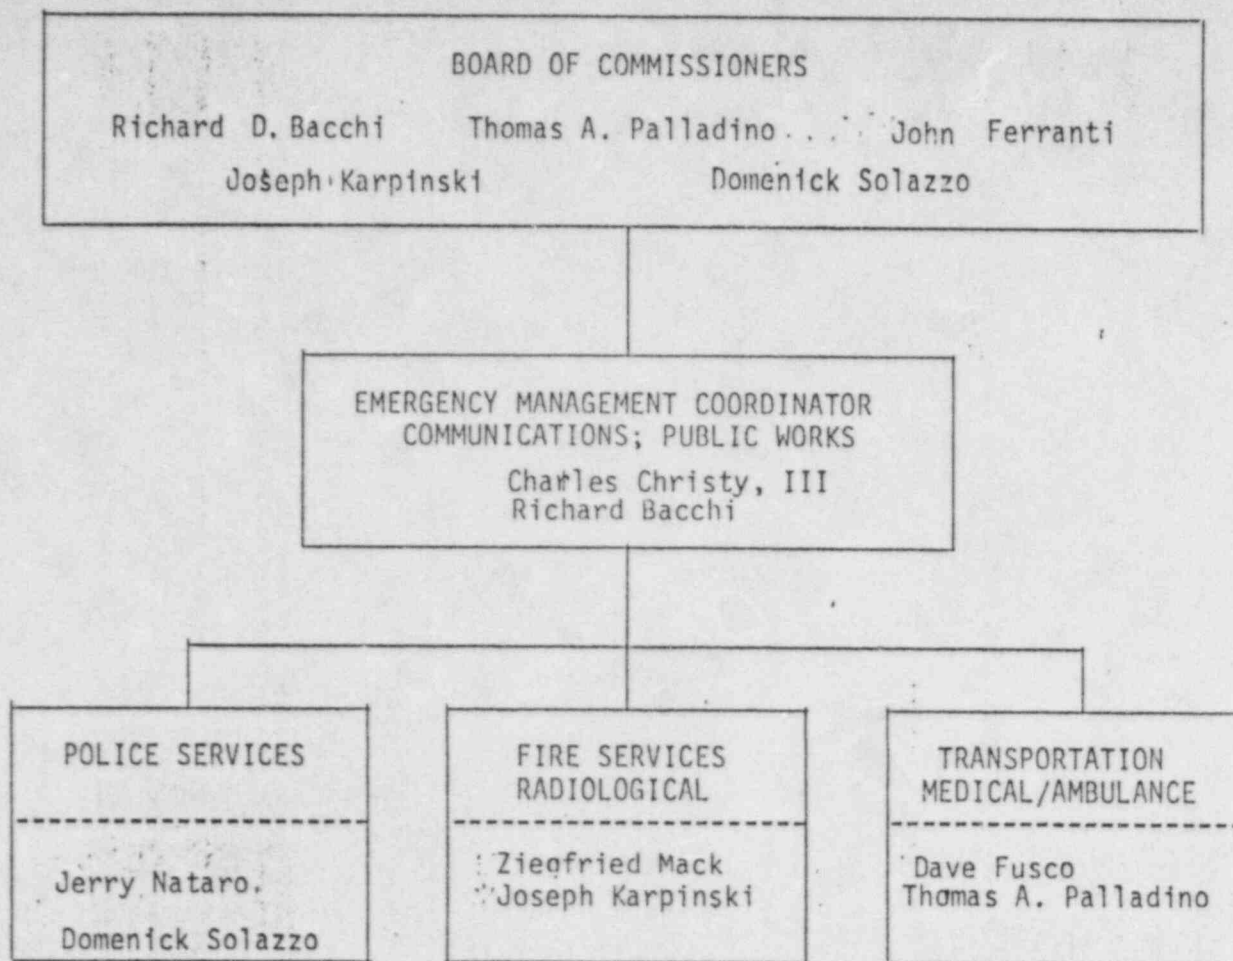 BOARD OF COMMISSIONERS
Richard D. Bacchi Thomas A. Palladino John Ferranti
Joseph Karpinski Domenick Solazzo
EMERGENCY MANAGEMENT COORDINATOR
COMMUNICATIONS; PUBLIC WORKS
Charles Christy, III
Richard Bacchi
POLICE SERVICES
Jerry Nataro.
Domenick Solazzo
FIRE SERVICES
RADIOLOGICAL
Ziegfried Mack
Joseph Karpinski
TRANSPORTATION
MEDICAL/AMBULANCE
Dave Fusco
Thomas A. Palladino